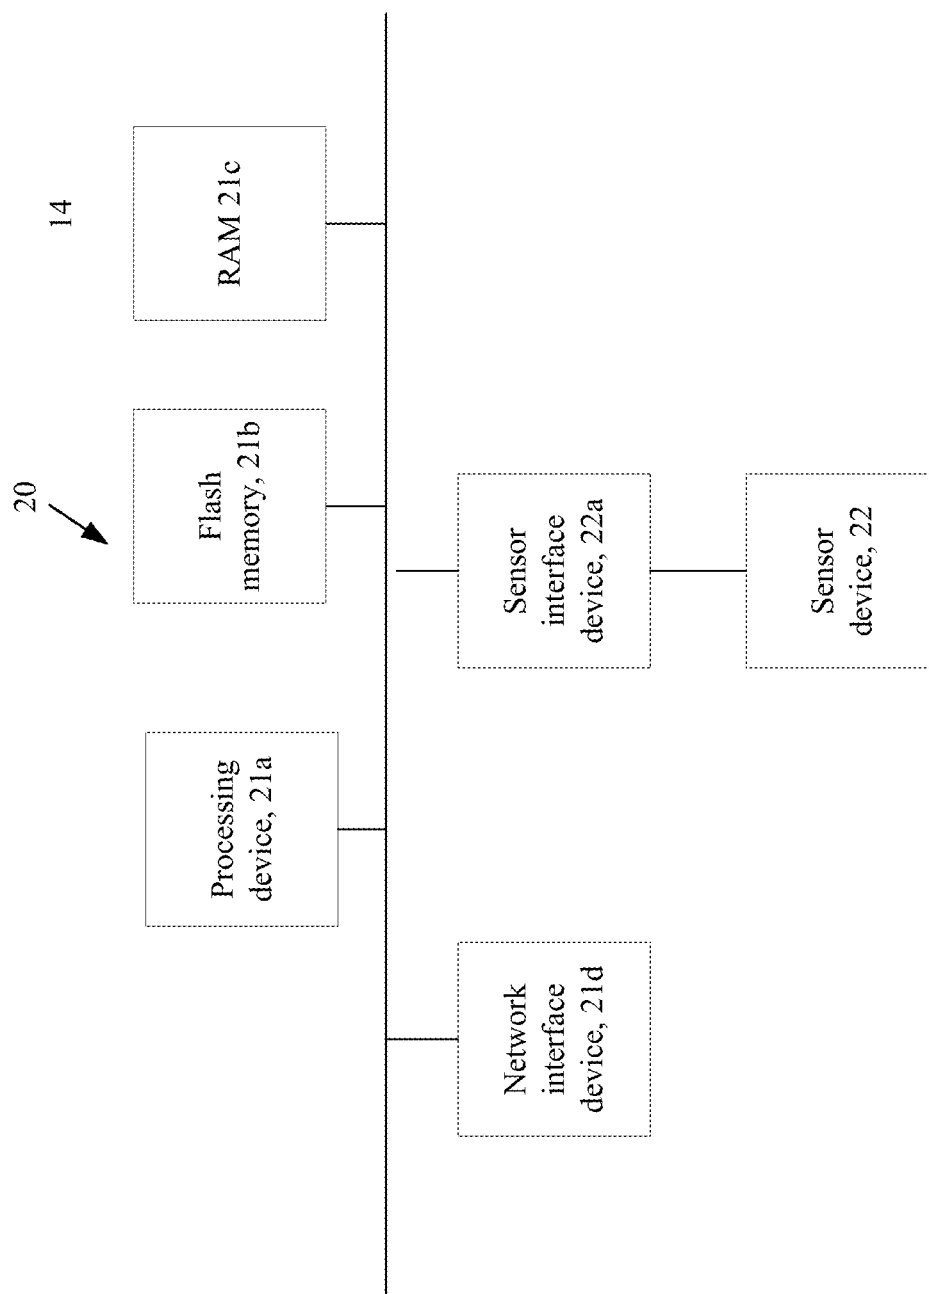 20
14
Processing
device, 21a
Flash
memory, 21b
RAM 21c
Network
interface
device, 21d
Sensor
interface
device, 22a
Sensor
device, 22